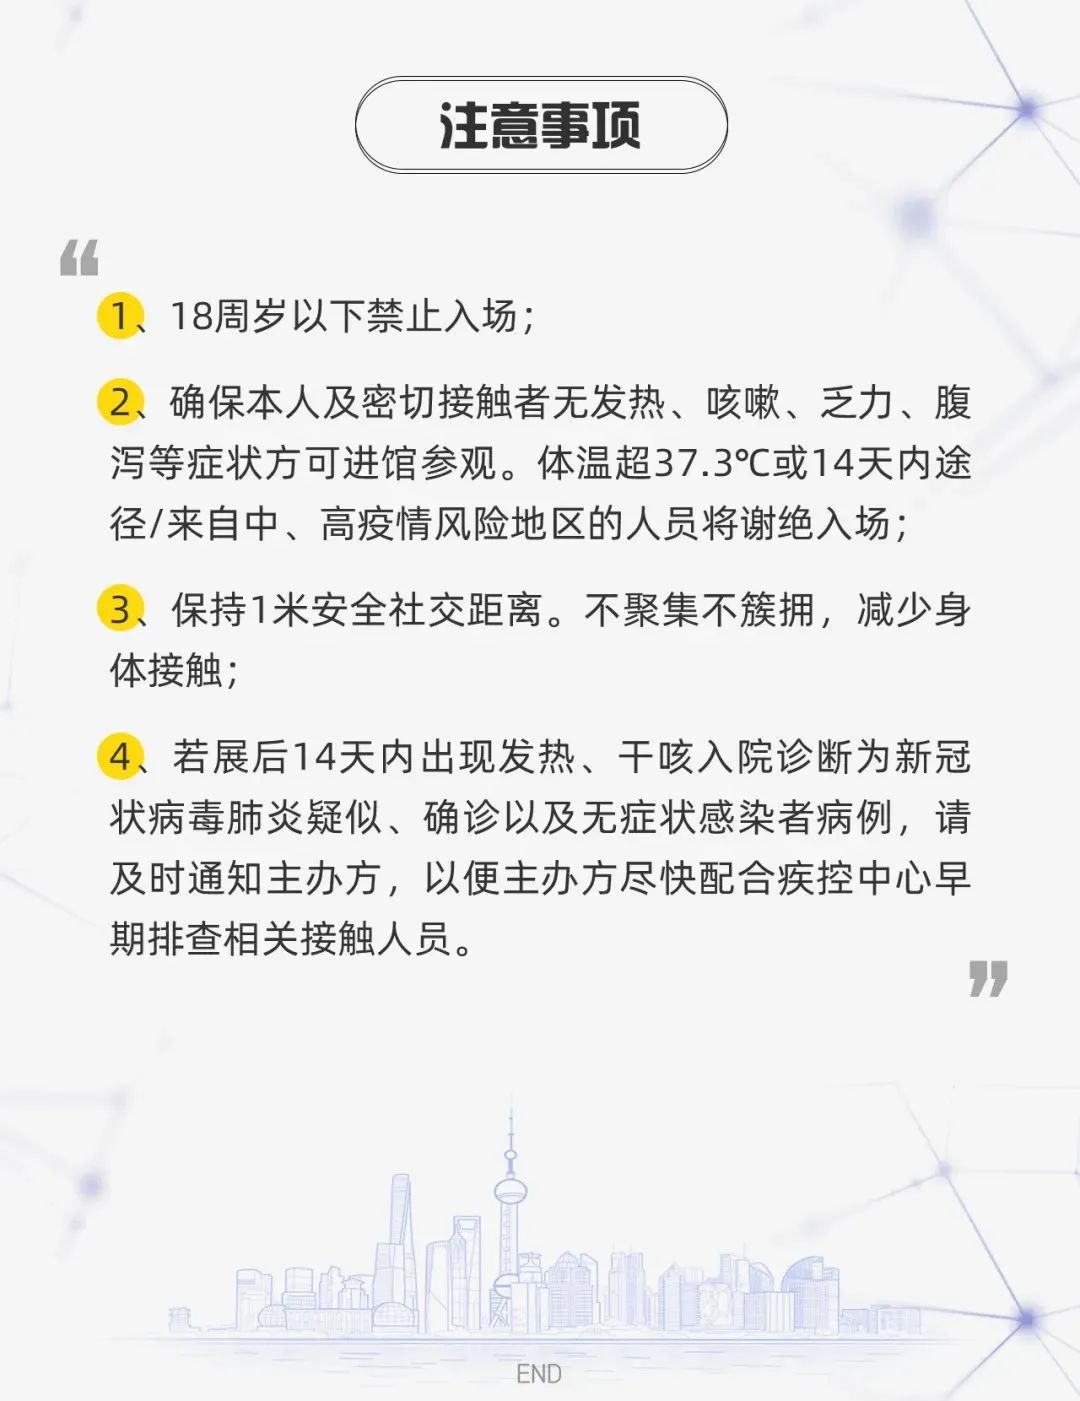 注意事项
❝
1、18周岁以下禁止入场；
2、确保本人及密切接触者无发热、咳嗽、乏力、腹
泻等症状方可进馆参观。体温超37.3℃或14天内途
径/来自中、高疫情风险地区的人员将谢绝入场；
3、保持1米安全社交距离。不聚集不簇拥，减少身
体接触；
4、若展后14天内出现发热、干咳入院诊断为新冠
状病毒肺炎疑似、确诊以及无症状感染者病例，请
及时通知主办方，以便主办方尽快配合疾控中心早
期排查相关接触人员。
❞
END